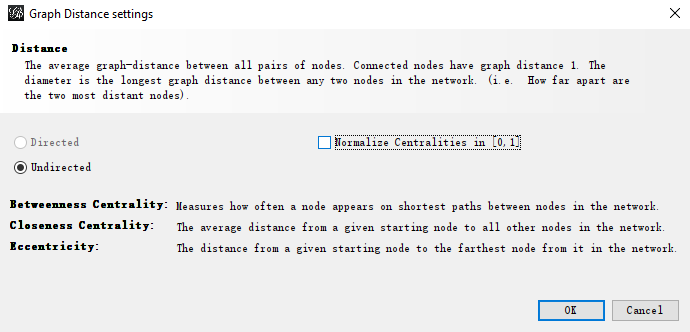 Graph Distance settings
Distance
The average graph-distance between all pairs of nodes. Connected nodes have graph distance 1. The
diameter is the longest graph distance between any two nodes in the network. (i.e. How far apart are
the two most distant nodes).
Directed
Normalize Centralities in [0,1]
Undirected
Betweenness Centrality: Measures how often a node appears on shortest paths between nodes in the network.
Closeness Centrality: The average distance from a given starting node to all other nodes in the network.
Eccentricity: The distance from a given starting node to the farthest node from it in the network.
OK Cancel